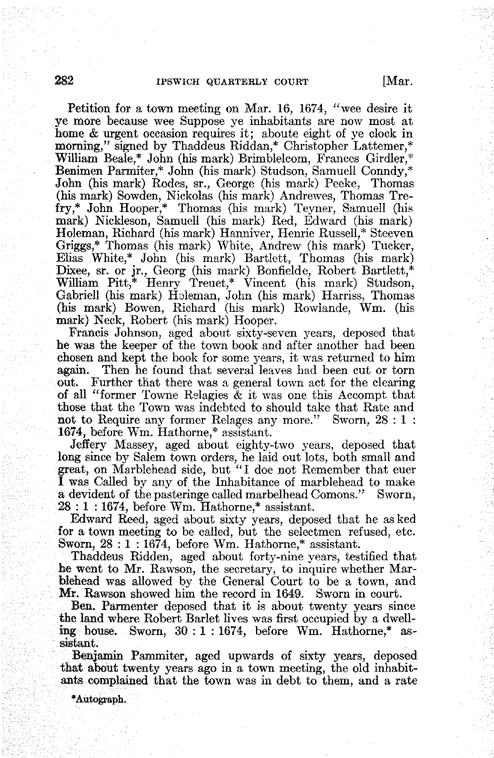 282 IPSWICH QUARTERLY COURT [Mar.
Petition for a town meeting on Mar. 16, 1674, "wee desire it
ye more because wee Suppose ye inhabitants are now most at
home & urgent occasion requires it; aboute eight of ye clock in
morning," signed by Thaddeus Riddan,* Christopher Lattemer,*
William Beale,* John (his mark) Brimblelcom, Frances Girdler,*
Benimen Parmiter,* John (his mark) Studson, Samuell Conndy,*
John (his mark) Rodes, sr., George (his mark) Peeke, Thomas
(his mark) Sowden, Nickolas (his mark) Andrewes, Thomas Tre-
fry,* John Hooper,* Thomas (his mark) Teyner, Samuell (his
mark) Nickleson, Samuell (his mark) Red, Edward (his mark)
Holeman, Richard (his mark) Hanniver, Henrie Russell,* Steeven
Griggs,* Thomas (his mark) White, Andrew (his mark) Tucker,
Elias White,* John (his mark) Bartlett, Thomas (his mark)
Dixee, sr. or jr., Georg (his mark) Bonfielde, Robert Bartlett,*
William Pitt,* Henry Treuet,* Vincent (his mark) Studson,
Gabriell (his mark) Holeman, John (his mark) Harriss, Thomas
(his mark) Bowen, Richard (his mark) Rowlande, Wm. (his
mark) Neck, Robert (his mark) Hooper.
Francis Johnson, aged about sixty-seven years, deposed that
he was the keeper of the town book and after another had been
chosen and kept the book for some years, it was returned to him
again. Then he found that several leaves had been cut or torn
out. Further that there was a general town act for the clearing
of all "former Towne Relagies & it was one this Accompt that
those that the Town was indebted to should take that Rate and
not to Require any former Relages any more." Sworn, 28 : 1 :
1674, before Wm. Hathorne,* assistant.
Jeffery Massey, aged about eighty-two years, deposed that
long since by Salem town orders, he laid out lots, both small and
great, on Marblehead side, but "I doe not Remember that euer
I was Called by any of the Inhabitance of marblehead to make
a devident of the pasteringe called marbelhead Comons." Sworn,
28 : 1 : 1674, before Wm. Hathorne,* assistant.
Edward Reed, aged about sixty years, deposed that he asked
for a town meeting to be called, but the selectmen refused, etc.
Sworn, 28 : 1 : 1674, before Wm. Hathorne,* assistant.
Thaddeus Ridden, aged about forty-nine years, testified that
he went to Mr. Rawson, the secretary, to inquire whether Mar-
blehead was allowed by the General Court to be a town, and
Mr. Rawson showed him the record in 1649. Sworn in court.
Ben. Parmenter deposed that it is about twenty years since
the land where Robert Barlet lives was first occupied by a dwell-
ing house. Sworn, 30 : 1 : 1674, before Wm. Hathorne,* as-
sistant.
Benjamin Pammiter, aged upwards of sixty years, deposed
that about twenty years ago in a town meeting, the old inhabit-
ants complained that the town was in debt to them, and a rate
*Autograph.